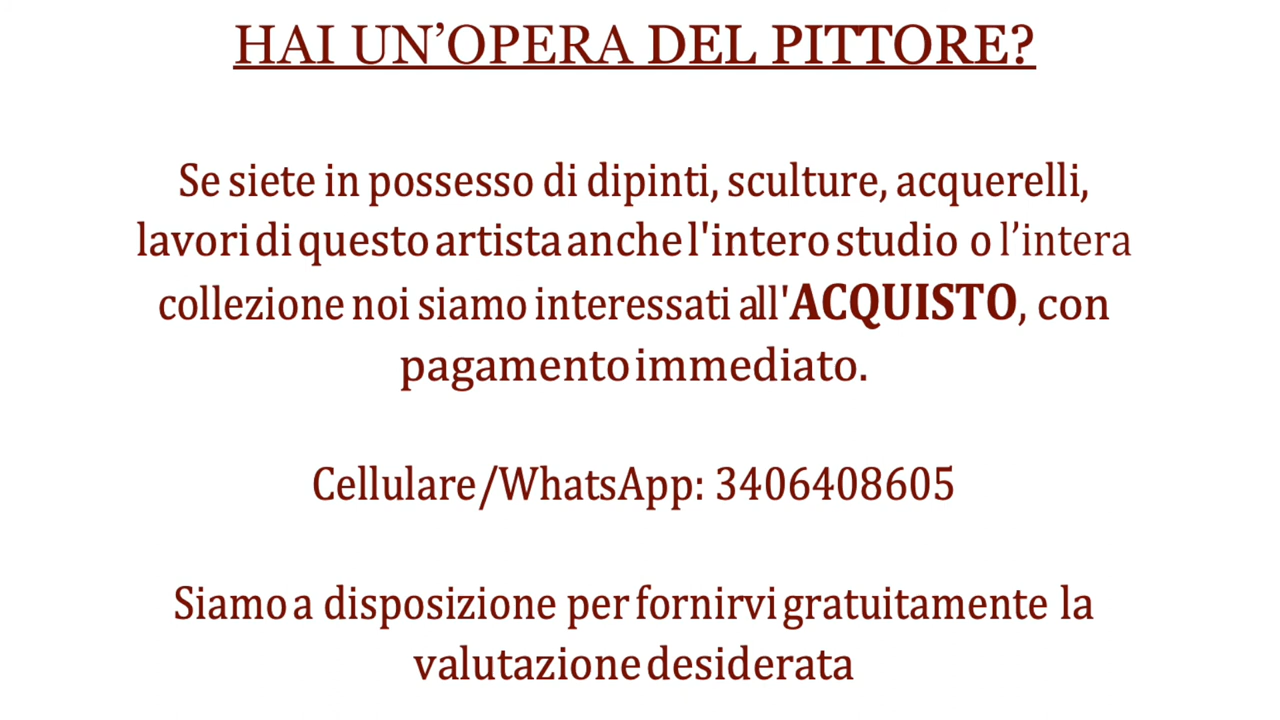 HAI UN’OPERA DEL PITTORE?
Se siete in possesso di dipinti, sculture, acquerelli,
lavori di questo artista anche l'intero studio o l’intera
collezione noi siamo interessati all'ACQUISTO, con
pagamento immediato.
Cellulare/WhatsApp: 3406408605
Siamo a disposizione per fornirvi gratuitamente la
valutazione desiderata